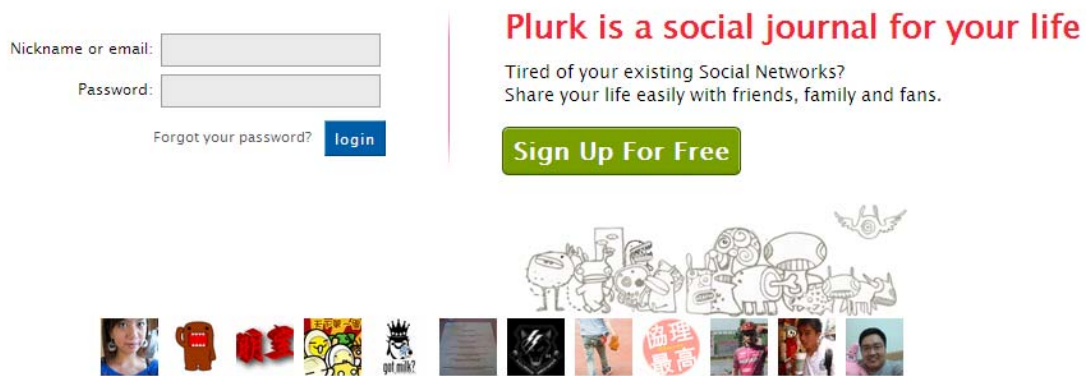 Nickname or email:
Password:
Forgot your password?
login
Plurk is a social journal for your life
Tired of your existing Social Networks?
Share your life easily with friends, family and fans.
Sign Up For Free
got milk?
協理
最高